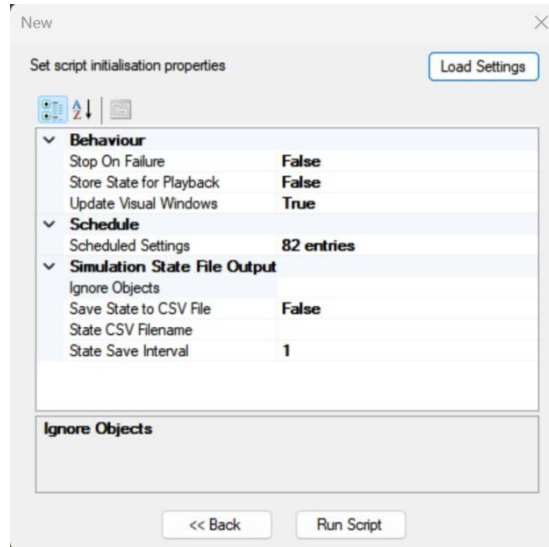 New
Set script initialisation properties
Load Settings
Behaviour
Stop On Failure False
Store State for Playback False
Update Visual Windows True
Schedule
Scheduled Settings 82 entries
Simulation State File Output
Ignore Objects
Save State to CSV File False
State CSV Filename
State Save Interval 1
Ignore Objects
<< Back Run Script